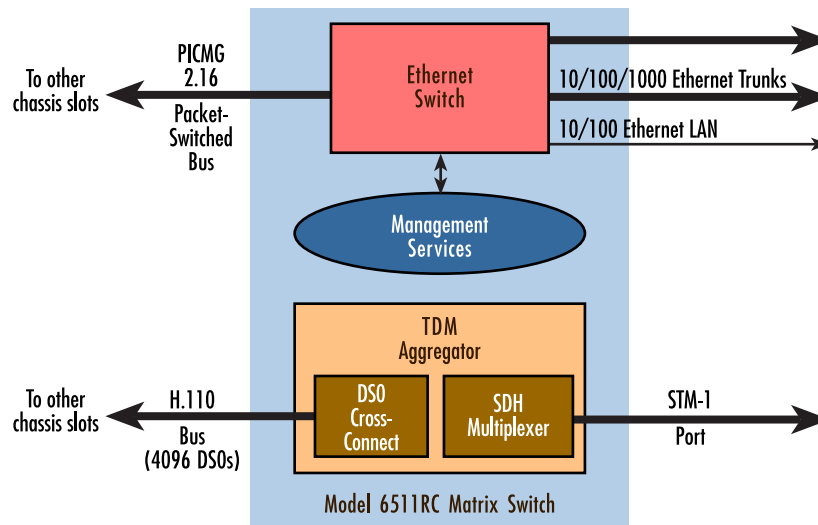 PICMG
2.16
To other
chassis slots
Packet-
Switched
Bus
Ethernet
Switch
10/100/1000 Ethernet Trunks
10/100 Ethernet LAN
Management
Services
TDM
Aggregator
To other
chassis slots
H.110
Bus
(4096 DS0s)
DS0
Cross-
Connect
SDH
Multiplexer
STM-1
Port
Model 6511RC Matrix Switch